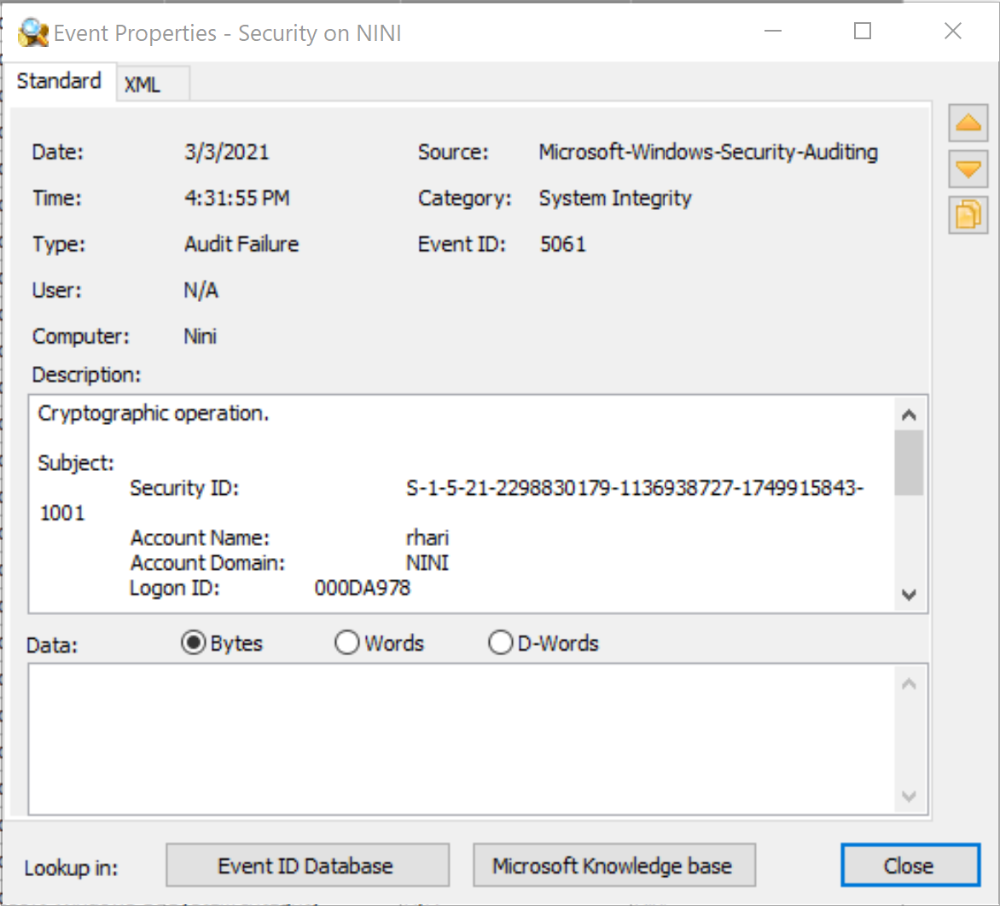 Event Properties - Security on NINI
Standard
XML
Date: 3/3/2021 Source: Microsoft-Windows-Security-Auditing
Time: 4:31:55 PM Category: System Integrity
Type: Audit Failure Event ID: 5061
User: N/A
Computer: Nini
Description:
Cryptographic operation.
Subject:
Security ID: S-1-5-21-2298830179-1136938727-1749915843-
1001
Account Name: rhari
Account Domain: NINI
Logon ID: 000DA978
Data: Bytes Words D-Words
Lookup in: Event ID Database Microsoft Knowledge base Close